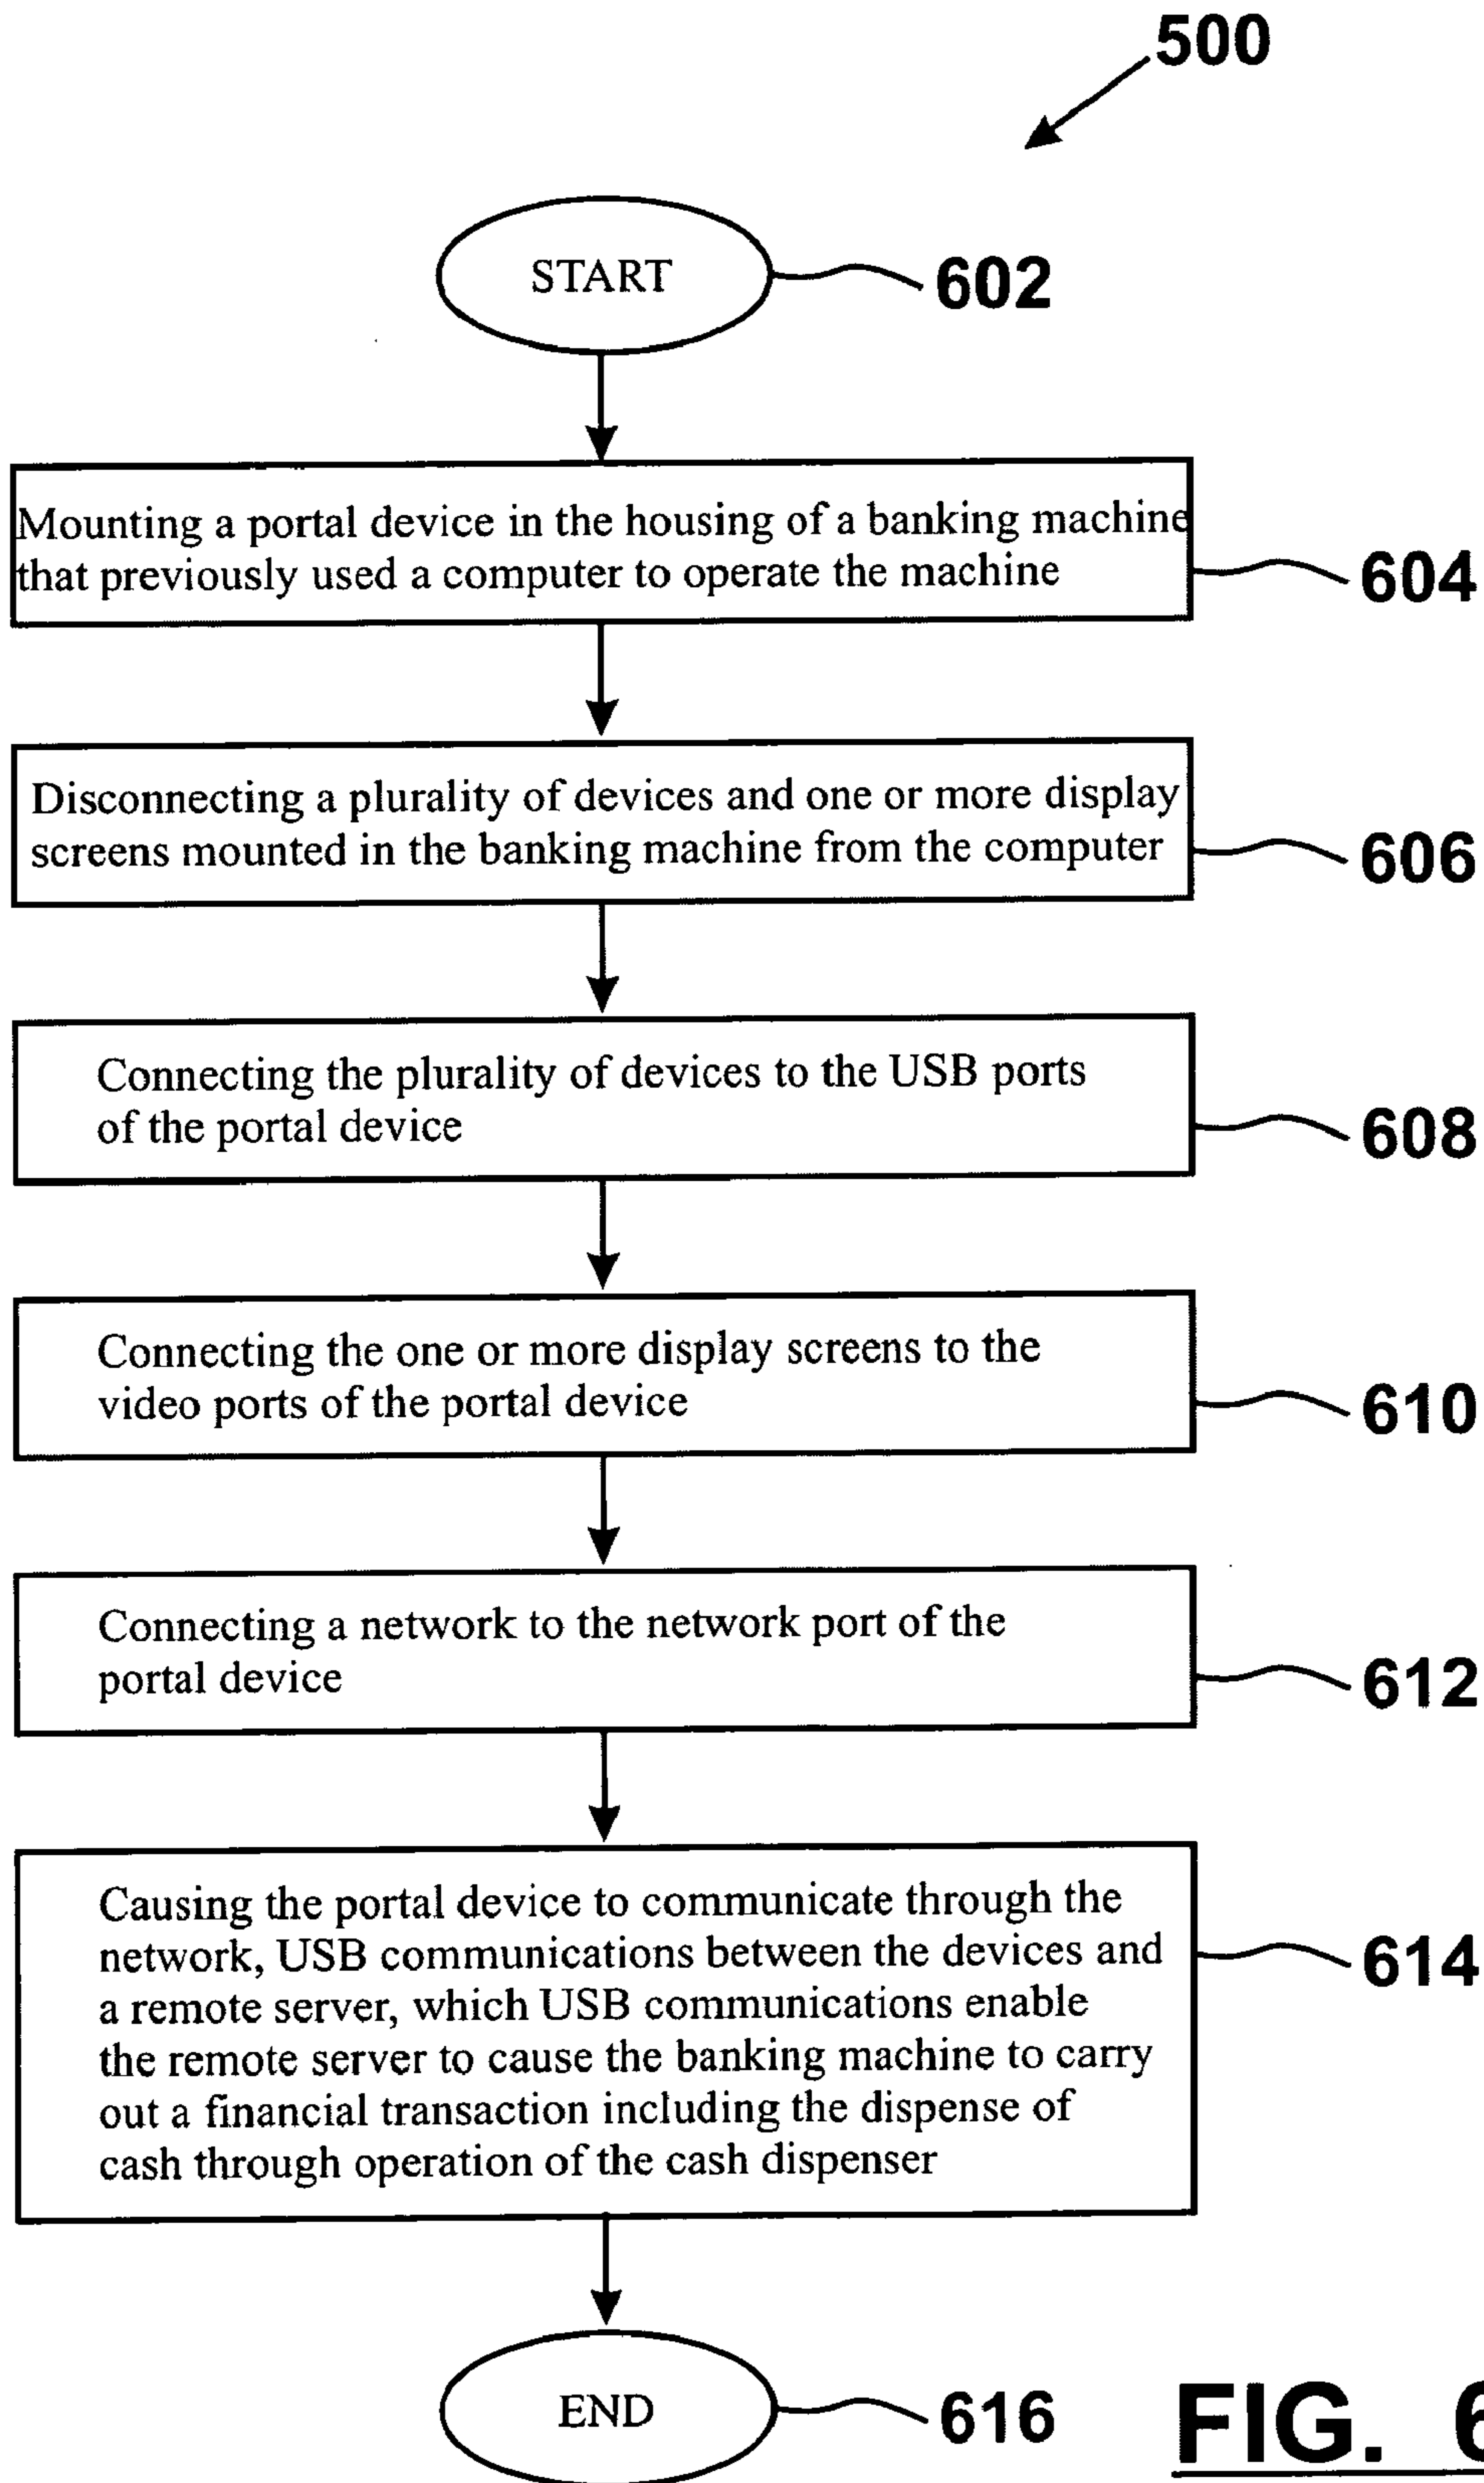 500
START
602
Mounting a portal device in the housing of a banking machine
that previously used a computer to operate the machine
604
Disconnecting a plurality of devices and one or more display
screens mounted in the banking machine from the computer
606
Connecting the plurality of devices to the USB ports
of the portal device
608
Connecting the one or more display screens to the
video ports of the portal device
610
Connecting a network to the network port of the
portal device
612
Causing the portal device to communicate through the
network, USB communications between the devices and
a remote server, which USB communications enable
the remote server to cause the banking machine to carry
out a financial transaction including the dispense of
cash through operation of the cash dispenser
614
END
616
FIG. 6